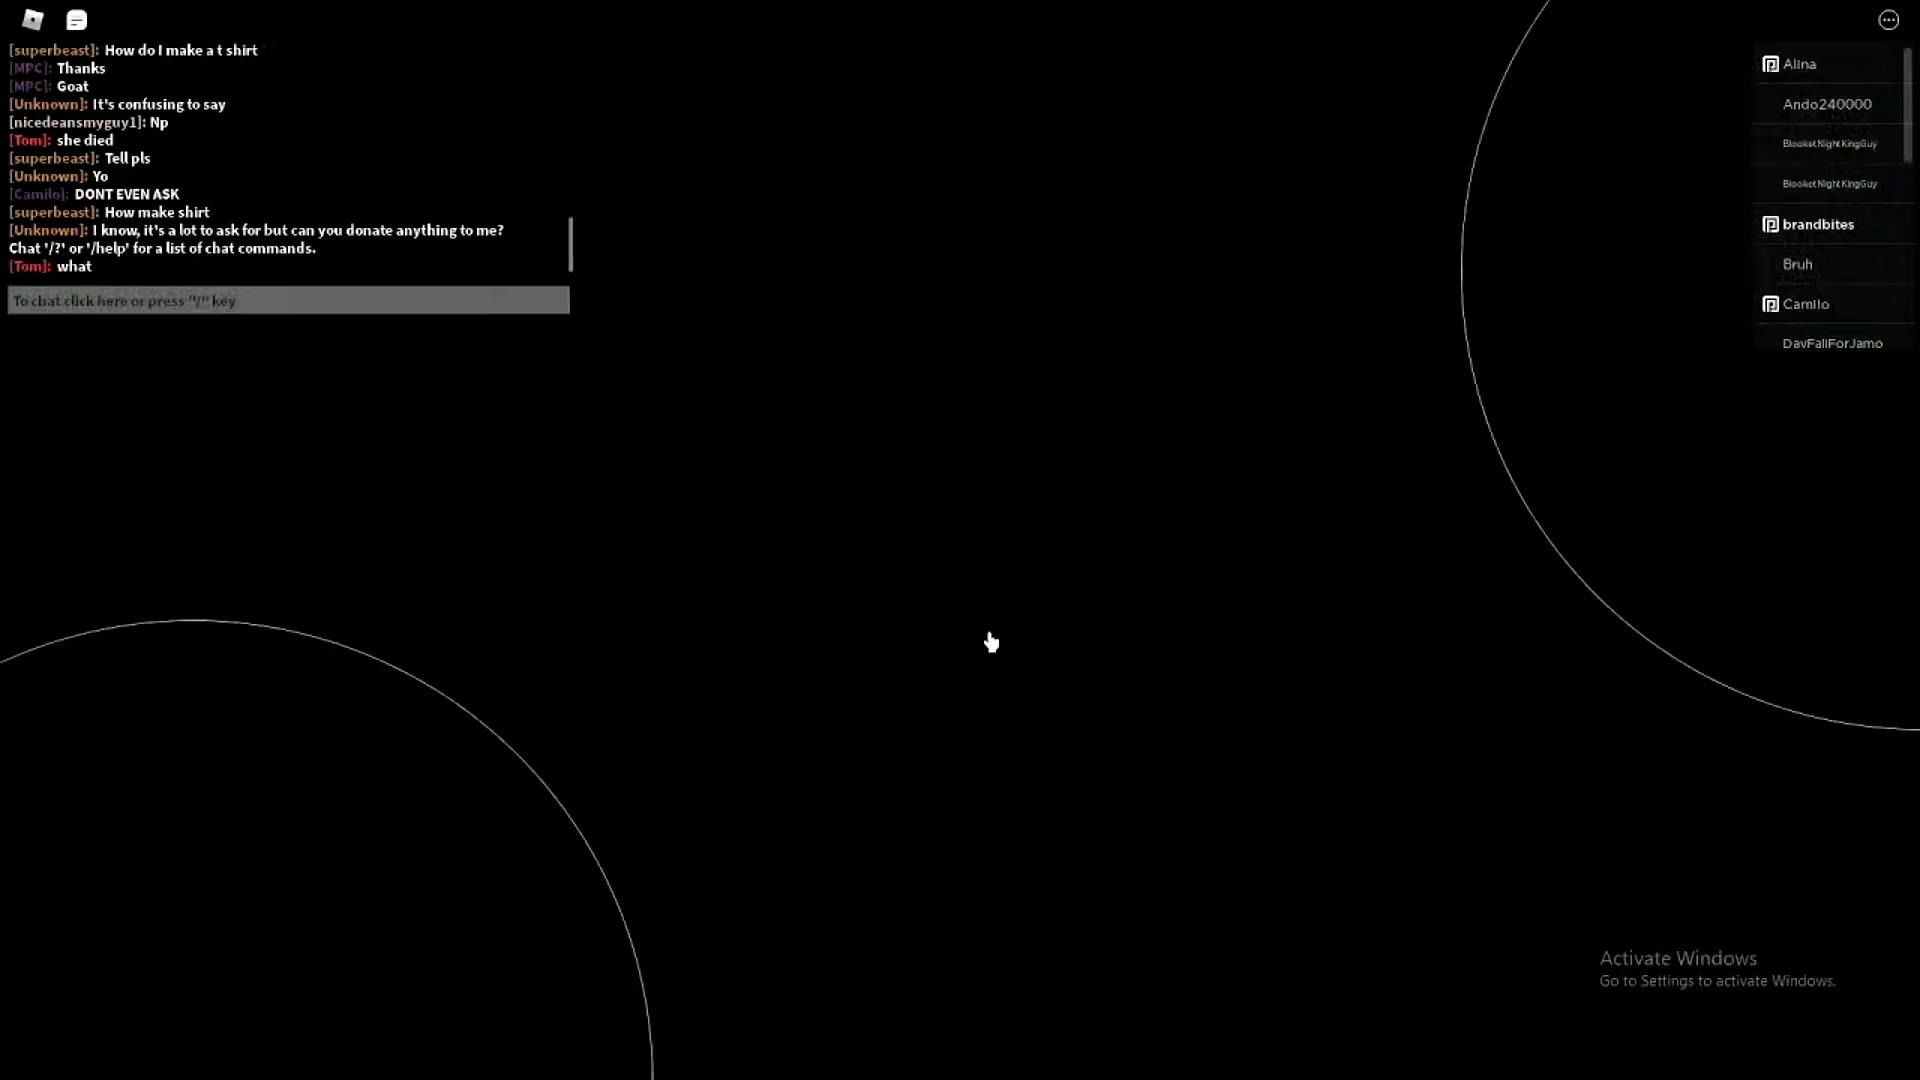 [superbeast]: How do I make a t shirt
[MPC]: Thanks
[MPC]: Goat
[Unknown]: It's confusing to say
[nicedeansmyguy1]: Np
[Tom]: she died
[superbeast]: Tell pls
[Unknown]: Yo
[Camilo]: DONT EVEN ASK
[superbeast]: How make shirt
[Unknown]: I know, it's a lot to ask for but can you donate anything to me?
Chat '/?' or '/help' for a list of chat commands.
[Tom]: what
To chat click here or press "/" key
Alina
Ando240000
BlooketNightKingGuy
BlooketNightKingGuy
brandbites
Bruh
Camilo
DavFallForJamo
Activate Windows
Go to Settings to activate Windows.